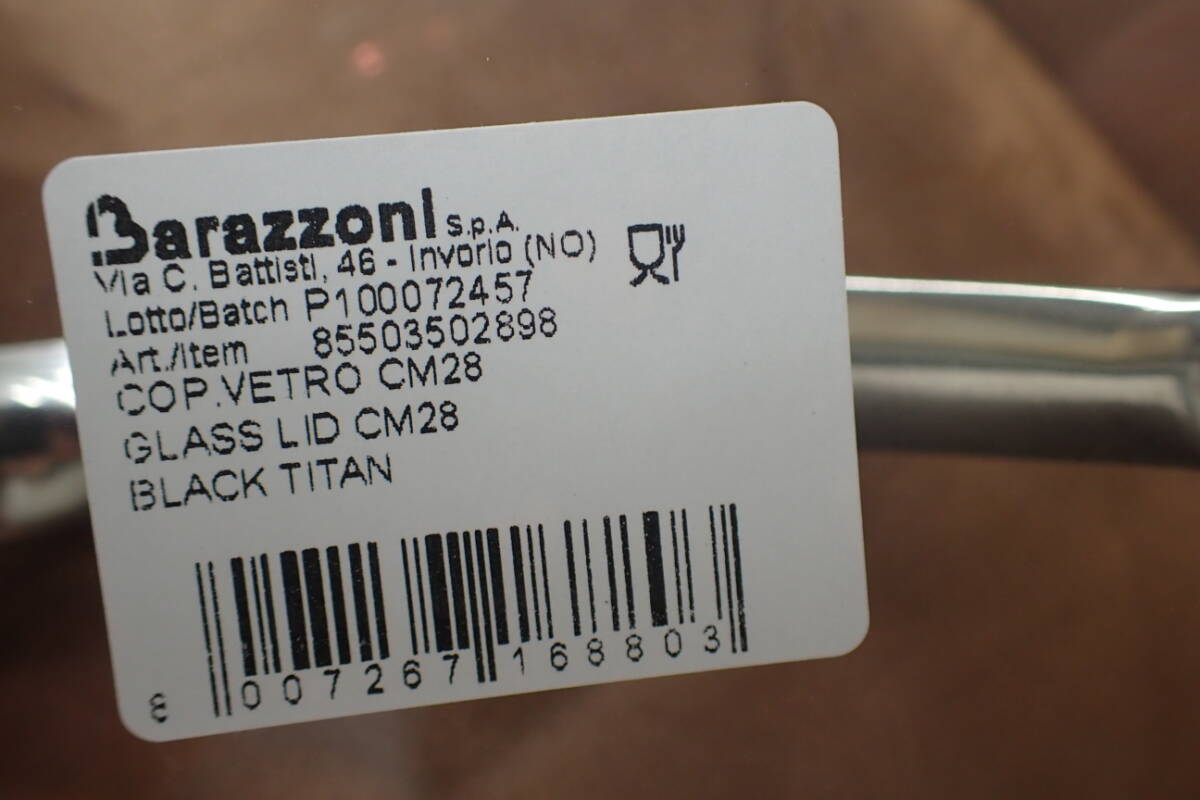 Barazzoni S.p.A.
Via C. Battisti, 46 - Invorio (NO)
Lotto/Batch P100072457
Art./Item 85503502898
COP.VETRO CM28
GLASS LID CM28
BLACK TITAN
8 007267 168803